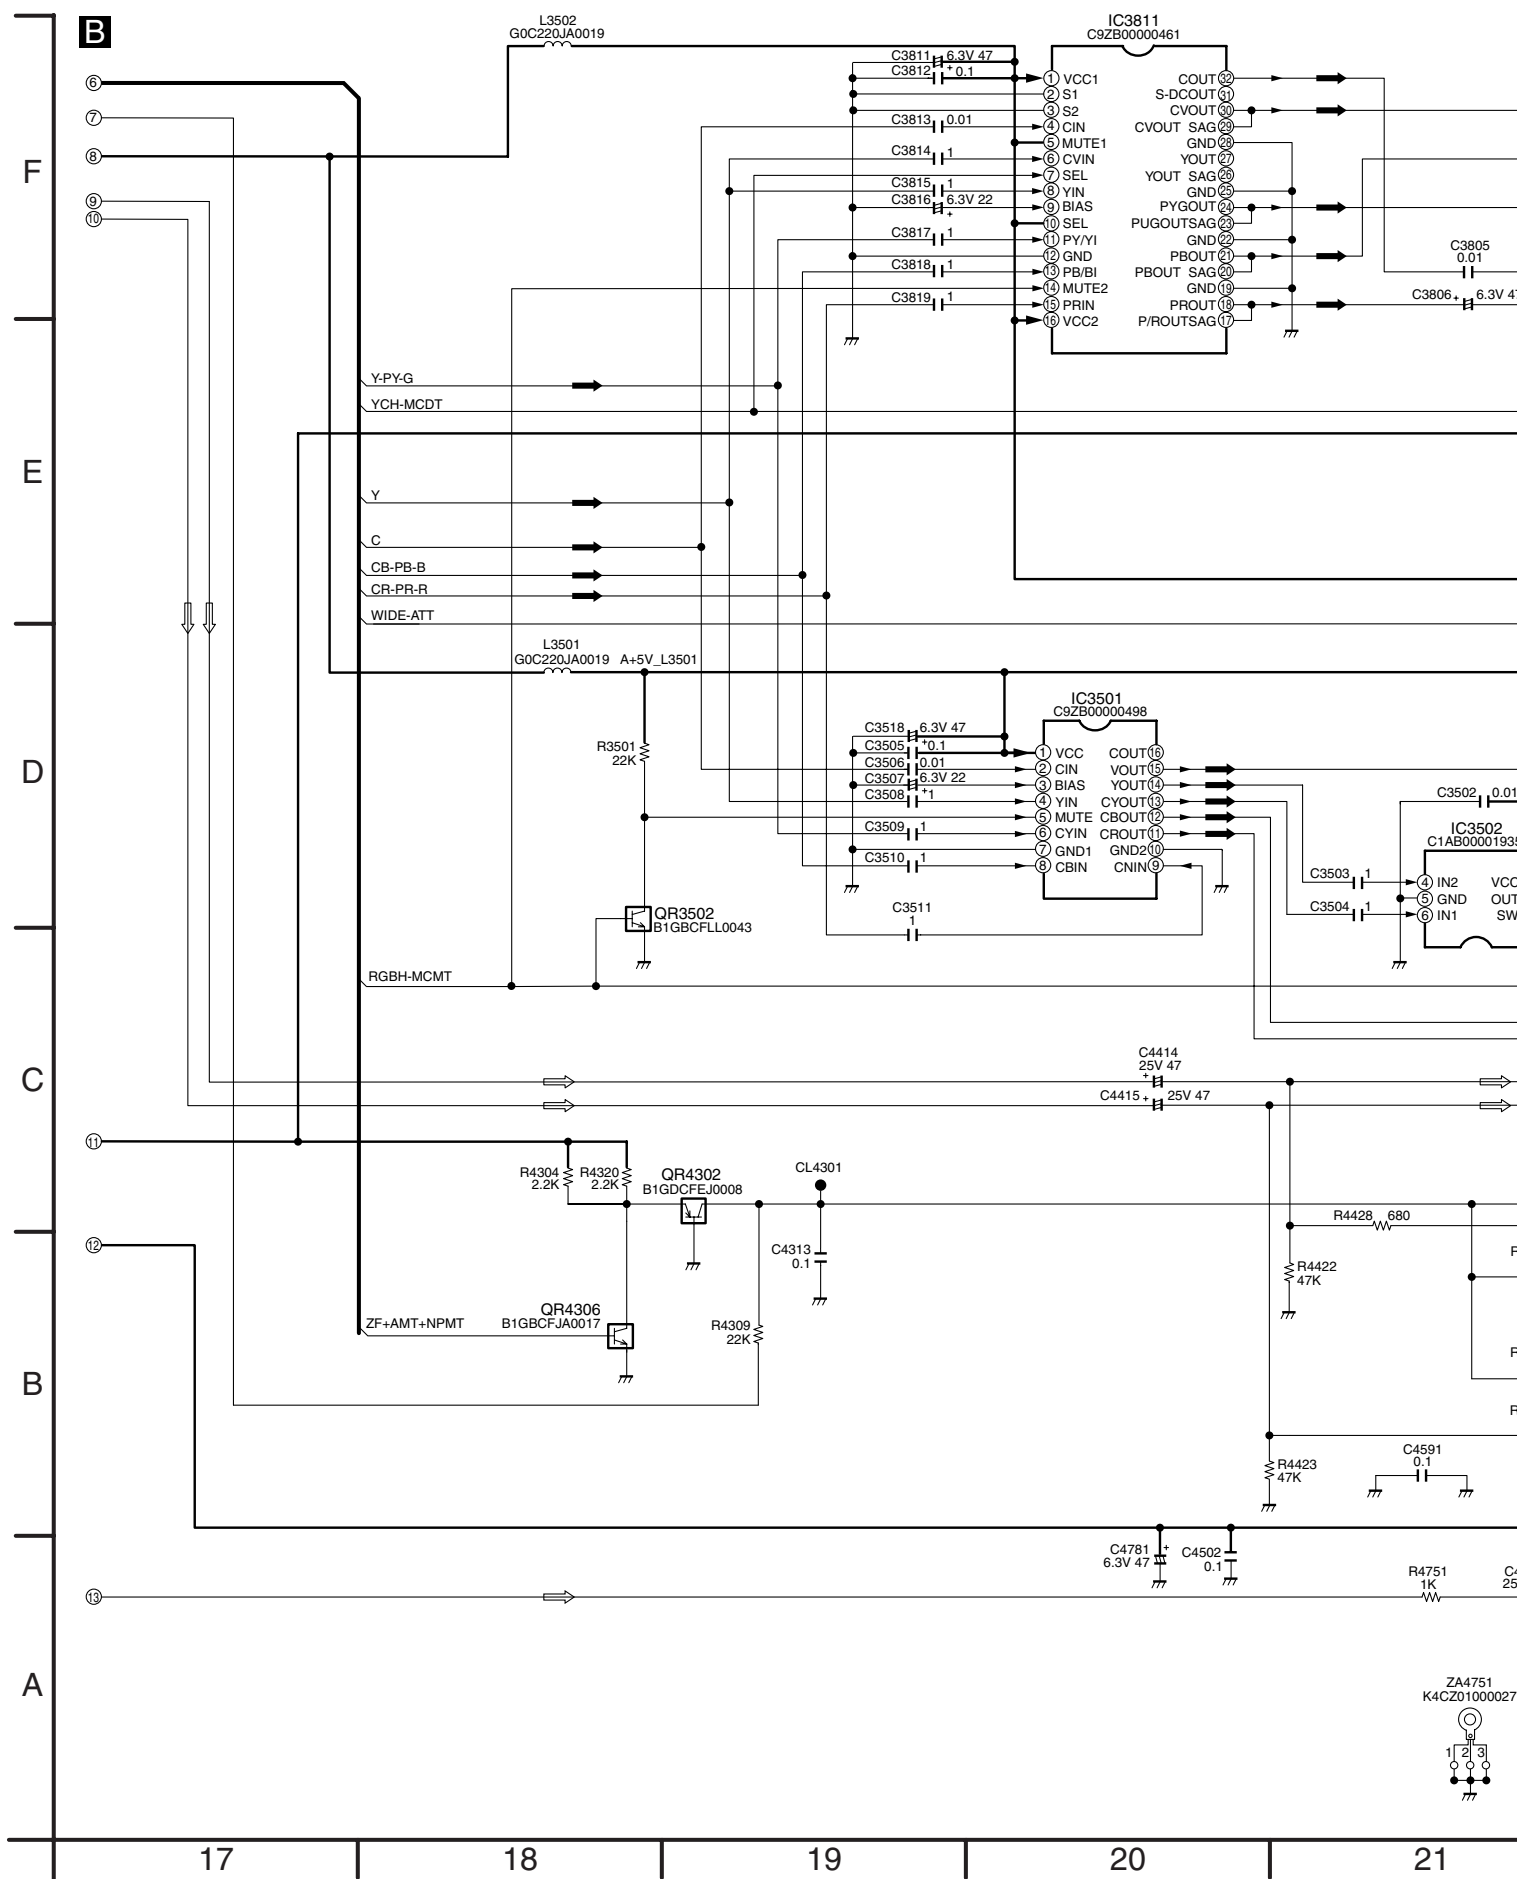 B
F
E
D
C
B
A
6
7
8
9
10
11
12
13
L3502
G0C220JA0019
IC3811
C9ZB00000461
C3811 + 6.3V 47
C3812 0.1
C3813 0.01
C3814 1
C3815 1
C3816 + 6.3V 22
C3817 1
C3818 1
C3819 1
1 VCC1
2 S1
3 S2
4 CIN
5 MUTE1
6 CVIN
7 SEL
8 YIN
9 BIAS
10 SEL
11 PY/YI
12 GND
13 PB/BI
14 MUTE2
15 PRIN
16 VCC2
COUT 32
S-DCOUT 31
CVOUT 30
CVOUT SAG 29
GND 28
YOUT 27
YOUT SAG 26
GND 25
PYGOUT 24
PUGOUTSAG 23
GND 22
PBOUT 21
PBOUT SAG 20
GND 19
PROUT 18
P/ROUTSAG 17
C3805
0.01
C3806 + 6.3V 47
Y-PY-G
YCH-MCDT
Y
C
CB-PB-B
CR-PR-R
WIDE-ATT
L3501
G0C220JA0019 A+5V_L3501
R3501
22K
IC3501
C9ZB00000498
C3518 + 6.3V 47
C3505 0.1
C3506 0.01
C3507 + 6.3V 22
C3508 1
C3509 1
C3510 1
C3511
1
1 VCC
2 CIN
3 BIAS
4 YIN
5 MUTE
6 CYIN
7 GND1
8 CBIN
COUT 16
VOUT 15
YOUT 14
CYOUT 13
CBOUT 12
CROUT 11
GND2 10
CNIN 9
C3502 0.01
IC3502
C1AB00001935
C3503 1
C3504 1
4 IN2
5 GND
6 IN1
VCC
OUT
SW
QR3502
B1GBCFLL0043
RGBH-MCMT
C4414
25V 47
+
C4415 + 25V 47
R4304
2.2K
R4320
2.2K
QR4302
B1GDCFEJ0008
CL4301
C4313
0.1
R4428 680
R4422
47K
R
QR4306
B1GBCFJA0017
ZF+AMT+NPMT
R4309
22K
R
R
R4423
47K
C4591
0.1
C4781 +
6.3V 47
C4502
0.1
R4751
1K
C4
25
ZA4751
K4CZ01000027
1 2 3
17
18
19
20
21